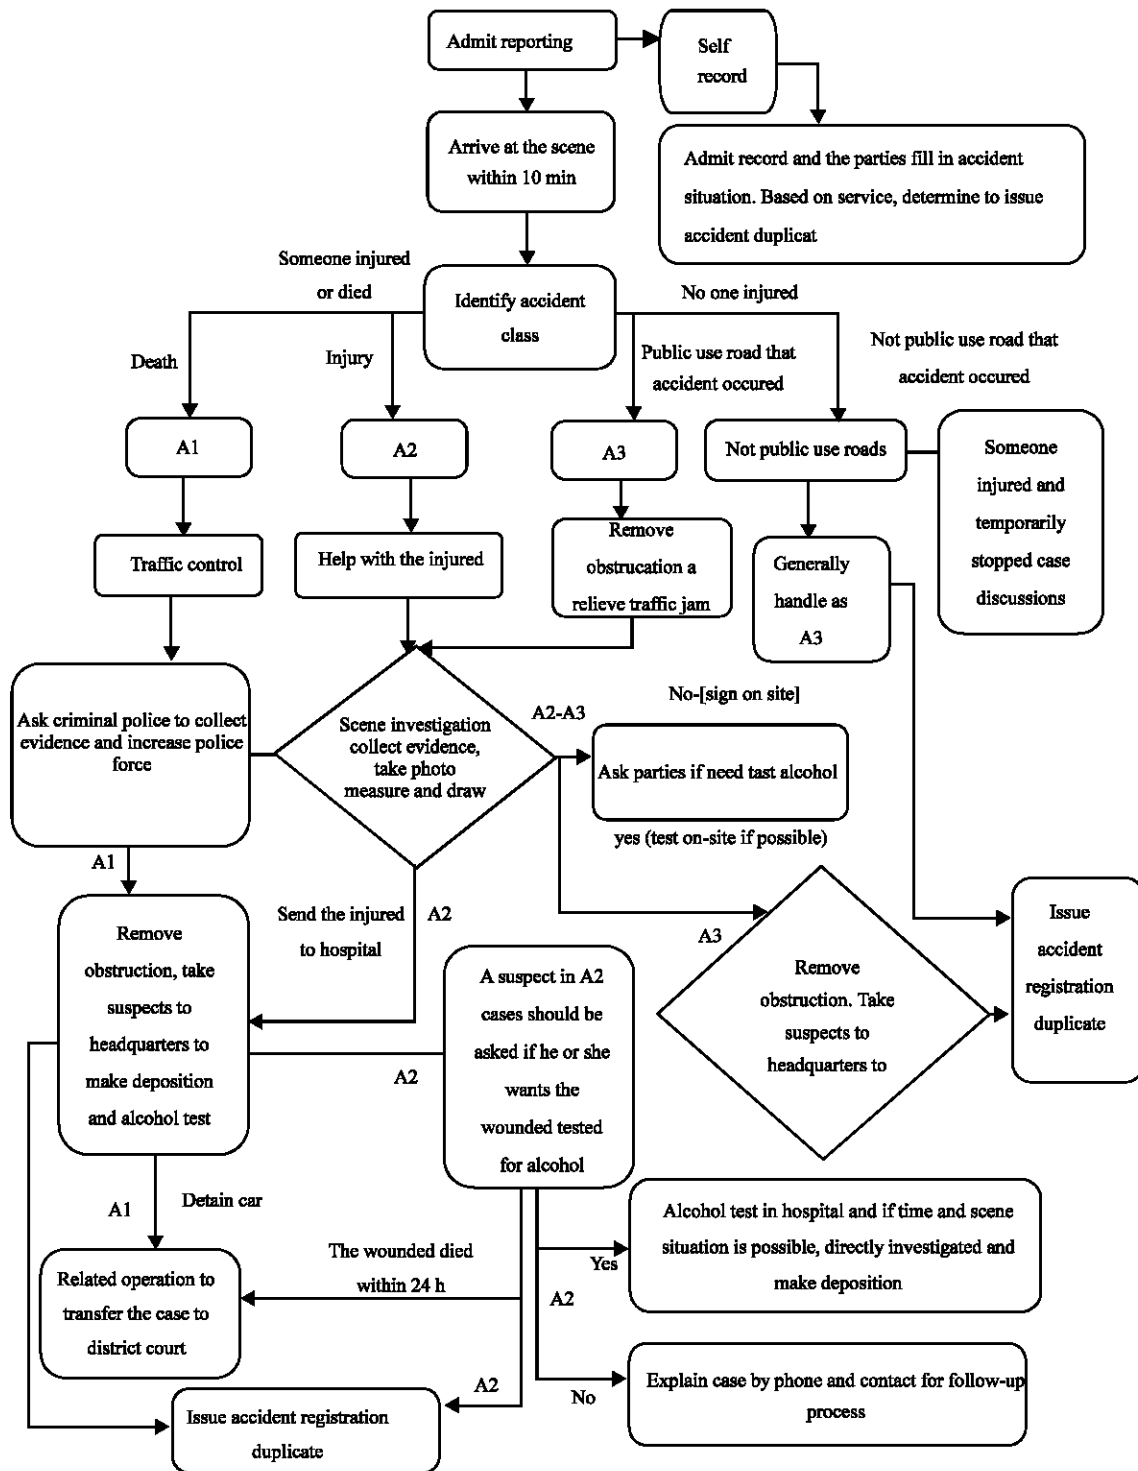 Admit reporting
Self
record
Arrive at the scene
within 10 min
Admit record and the parties fill in accident
situation. Based on service, determine to issue
accident duplicat
Someone injured
or died
Identify accident
class
No one injured
Death
Injury
Public use road that
accident occured
Not public use road that
accident occured
A1
A2
A3
Not public use roads
Someone
injured and
temporarily
stopped case
discussions
Traffic control
Help with the injured
Remove
obstrucation a
relieve traffic jam
Generally
handle as
A3
Ask criminal police to collect
evidence and increase police
force
Scene investigation
collect evidence,
take photo
measure and draw
A2-A3
No-[sign on site]
Ask parties if need tast alcohol
yes (test on-site if possible)
A1
Send the injured
to hospital
A2
A3
Remove
obstruction, take
suspects to
headquarters to
make deposition
and alcohol test
A2
A suspect in A2
cases should be
asked if he or she
wants the
wounded tested
for alcohol
Remove
obstruction. Take
suspects to
headquarters to
Issue
accident
registration
duplicate
A1
Detain car
The wounded died
within 24 h
Related operation to
transfer the case to
district court
Yes
A2
Alcohol test in hospital and if time and scene
situation is possible, directly investigated and
make deposition
A2
No
Explain case by phone and contact for follow-up
process
Issue accident registration
duplicate